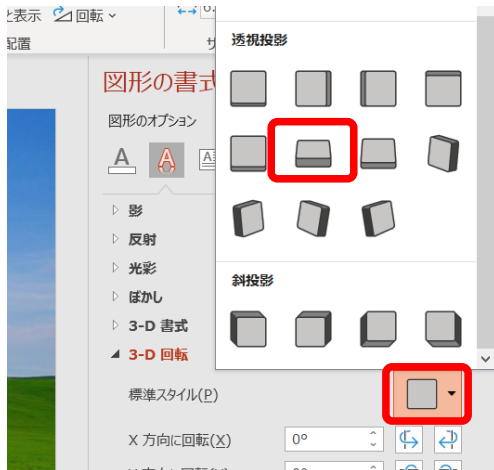 と表示 回転
配置
透視投影
図形の書式
図形のオプション
A A A
影
反射
光彩
ぼかし
斜投影
3-D 書式
3-D 回転
標準スタイル(P)
X 方向に回転(X) 0°